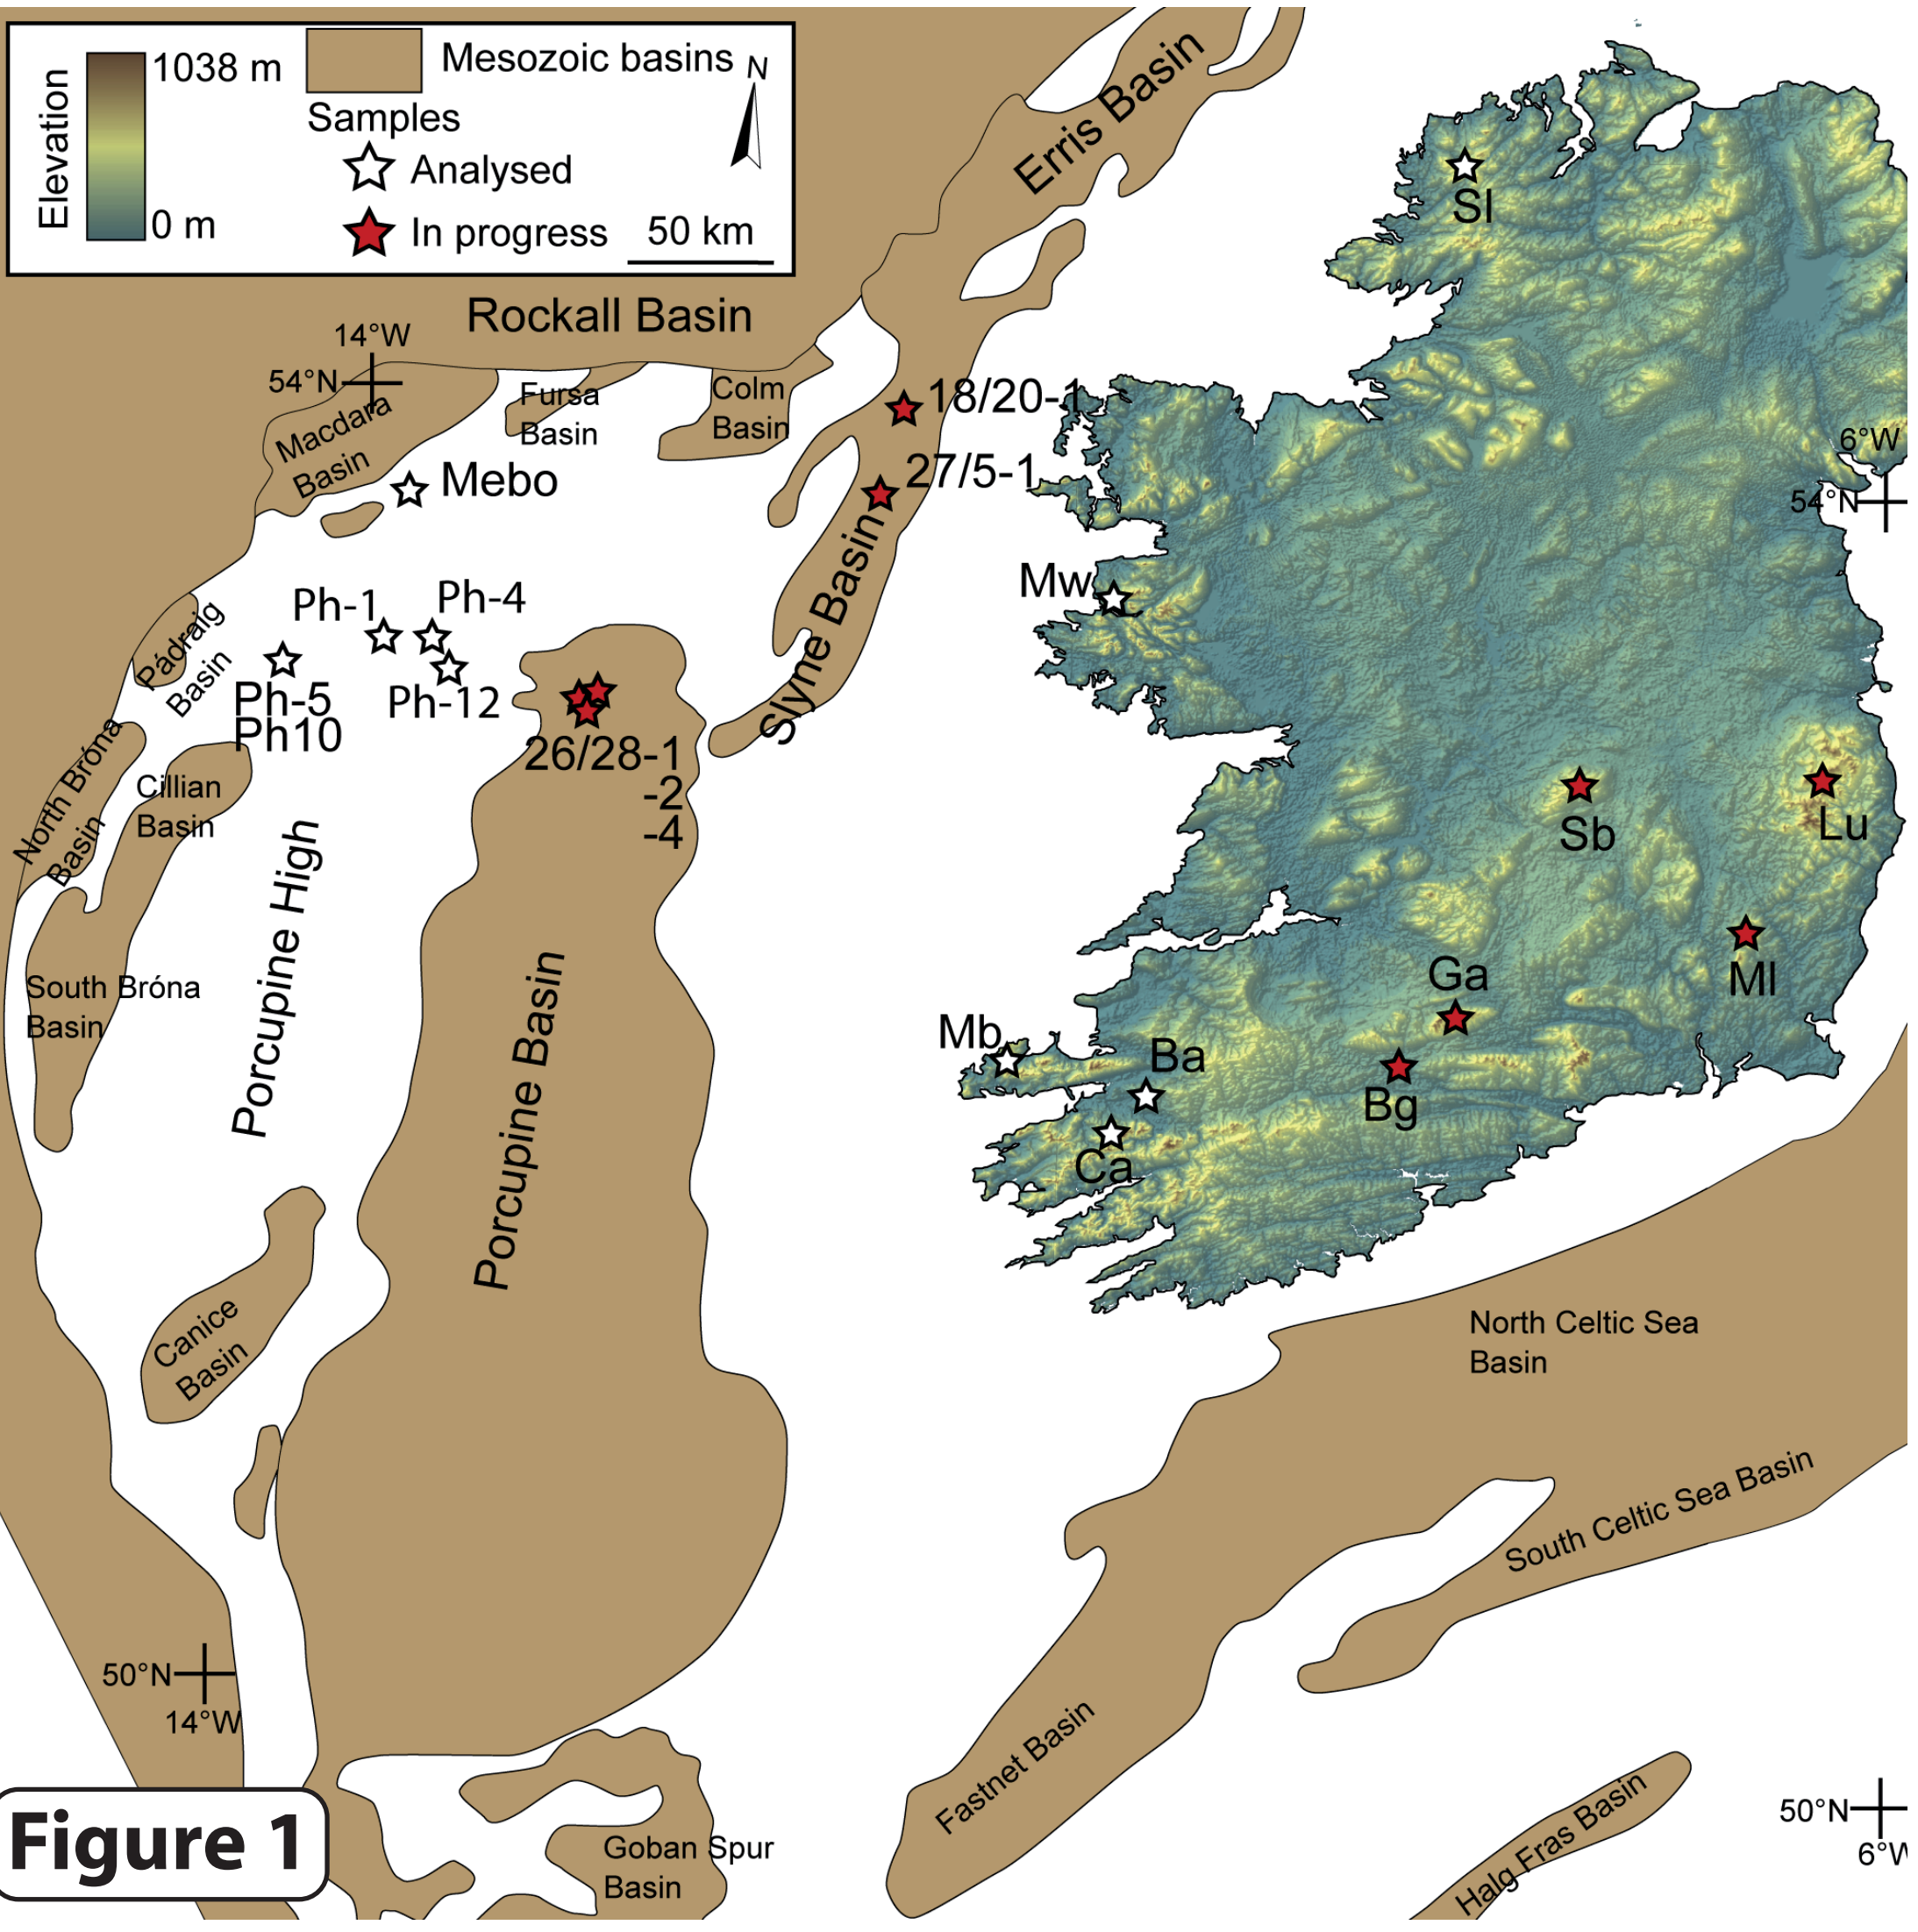 Elevation
1038 m
0 m
Mesozoic basins
Samples
Analysed
In progress
N
50 km
Erris Basin
Rockall Basin
14°W
54°N
Macdara
Basin
Fursa
Basin
Colm
Basin
18/20-1
27/5-1
Mebo
Slyne Basin
Sl
6°W
54°N
Mw
Ph-1
Ph-4
Pádraig
Basin
Ph-5
Ph10
Ph-12
26/28-1
-2
-4
North Bróna
Basin
Cillian
Basin
Porcupine High
South Bróna
Basin
Porcupine Basin
Sb
Lu
Ml
Ga
Bg
Mb
Ba
Ca
Canice
Basin
North Celtic Sea
Basin
South Celtic Sea Basin
50°N
14°W
Fastnet Basin
Goban Spur
Basin
Halg Fras Basin
50°N
6°W
Figure 1